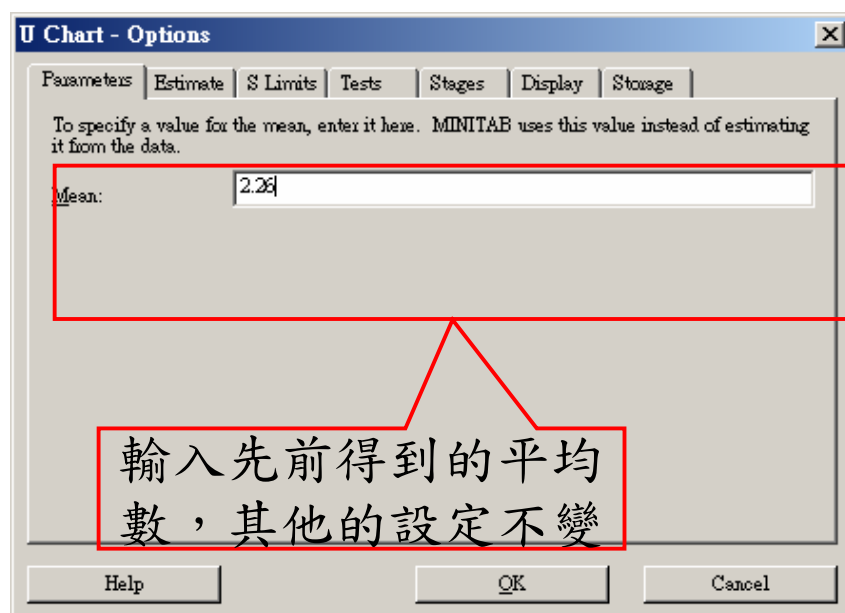 U Chart - Options
Parameters Estimate S Limits Tests Stages Display Storage
To specify a value for the mean, enter it here. MINITAB uses this value instead of estimating
it from the data.
Mean: 2.26
輸入先前得到的平均
數，其他的設定不變
Help OK Cancel